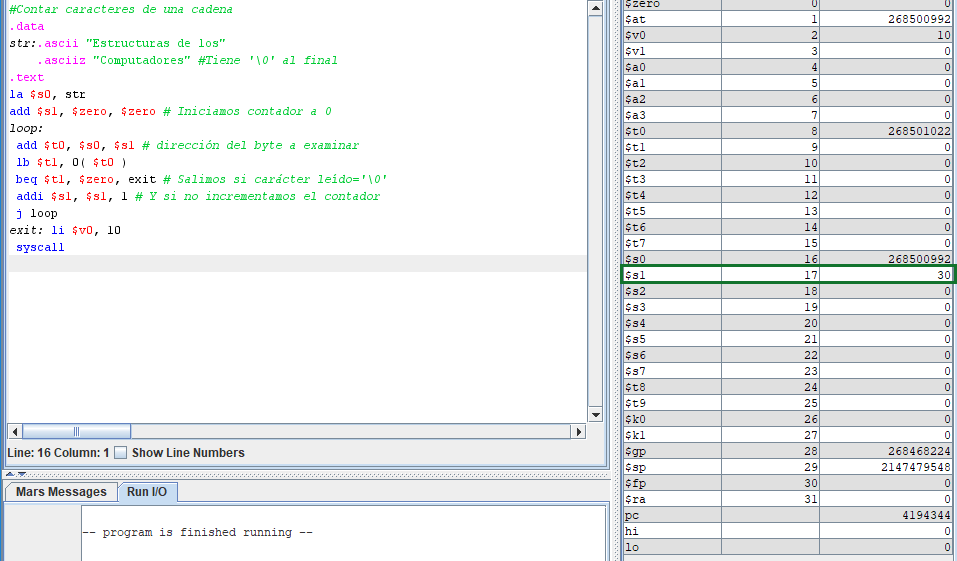 #Contar caracteres de una cadena
.data
str:.ascii "Estructuras de los"
.asciiz "Computadores" #Tiene '\0' al final
.text
la $s0, str
add $s1, $zero, $zero # Iniciamos contador a 0
loop:
add $t0, $s0, $s1 # dirección del byte a examinar
lb $t1, 0( $t0 )
beq $t1, $zero, exit # Salimos si carácter leído='\0'
addi $s1, $s1, 1 # Y si no incrementamos el contador
j loop
exit: li $v0, 10
syscall
Line: 16 Column: 1 Show Line Numbers
Mars Messages Run I/O
-- program is finished running --
$zero 0 0
$at 1 268500992
$v0 2 10
$v1 3 0
$a0 4 0
$a1 5 0
$a2 6 0
$a3 7 0
$t0 8 268501022
$t1 9 0
$t2 10 0
$t3 11 0
$t4 12 0
$t5 13 0
$t6 14 0
$t7 15 0
$s0 16 268500992
$s1 17 30
$s2 18 0
$s3 19 0
$s4 20 0
$s5 21 0
$s6 22 0
$s7 23 0
$t8 24 0
$t9 25 0
$k0 26 0
$k1 27 0
$gp 28 268468224
$sp 29 2147479548
$fp 30 0
$ra 31 0
pc 4194344
hi 0
lo 0